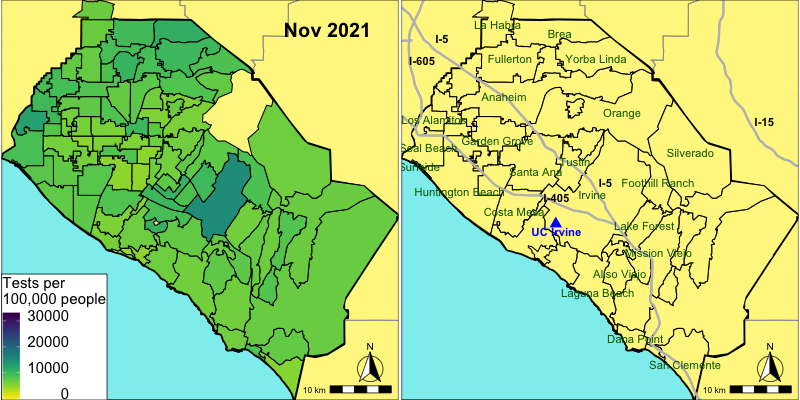 Nov 2021
Tests per
100,000 people
30000
20000
10000
0
N
10 km
La Habra
Brea
I-5
I-605
Fullerton
Yorba Linda
Anaheim
Orange
I-15
Los Alamitos
Garden Grove
Seal Beach
Silverado
Sunside
Tustin
Santa Ana
I-5
Foothill Ranch
Huntington Beach
I-405
Irvine
Costa Mesa
UC Irvine
Lake Forest
Mission Viejo
Aliso Viejo
Laguna Beach
Dana Point
San Clemente
N
10 km